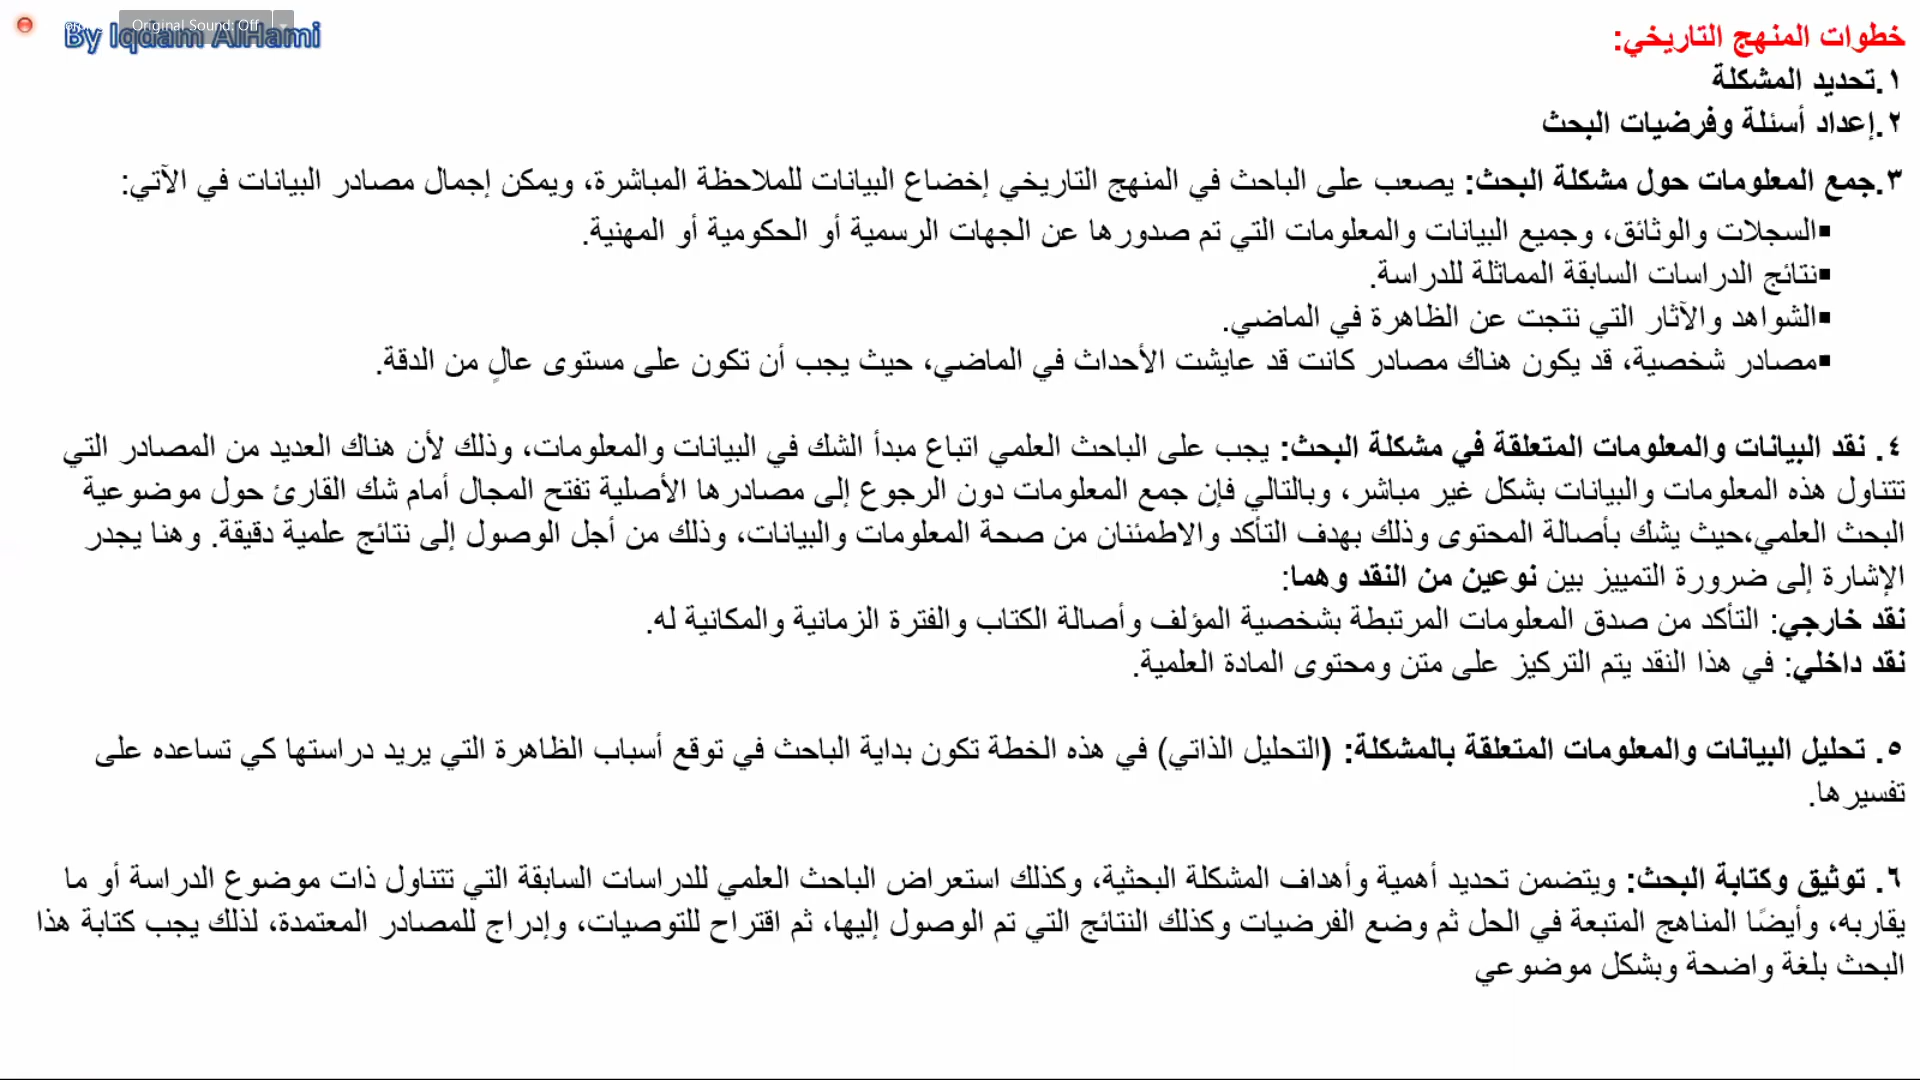 Original Sound: Off
By Iqdam AlHami
خطوات المنهج التاريخي:
١.تحديد المشكلة
٢.إعداد أسئلة وفرضيات البحث
٣.جمع المعلومات حول مشكلة البحث: يصعب على الباحث في المنهج التاريخي إخضاع البيانات للملاحظة المباشرة، ويمكن إجمال مصادر البيانات في الآتي:
▪السجلات والوثائق، وجميع البيانات والمعلومات التي تم صدورها عن الجهات الرسمية أو الحكومية أو المهنية.
▪نتائج الدراسات السابقة المماثلة للدراسة.
▪الشواهد والآثار التي نتجت عن الظاهرة في الماضي.
▪مصادر شخصية، قد يكون هناك مصادر كانت قد عايشت الأحداث في الماضي، حيث يجب أن تكون على مستوى عالٍ من الدقة.
٤. نقد البيانات والمعلومات المتعلقة في مشكلة البحث: يجب على الباحث العلمي اتباع مبدأ الشك في البيانات والمعلومات، وذلك لأن هناك العديد من المصادر التي
تتناول هذه المعلومات والبيانات بشكل غير مباشر، وبالتالي فإن جمع المعلومات دون الرجوع إلى مصادرها الأصلية تفتح المجال أمام شك القارئ حول موضوعية
البحث العلمي،حيث يشك بأصالة المحتوى وذلك بهدف التأكد والاطمئنان من صحة المعلومات والبيانات، وذلك من أجل الوصول إلى نتائج علمية دقيقة. وهنا يجدر
الإشارة إلى ضرورة التمييز بين نوعين من النقد وهما:
نقد خارجي: التأكد من صدق المعلومات المرتبطة بشخصية المؤلف وأصالة الكتاب والفترة الزمانية والمكانية له.
نقد داخلي: في هذا النقد يتم التركيز على متن ومحتوى المادة العلمية.
٥. تحليل البيانات والمعلومات المتعلقة بالمشكلة: (التحليل الذاتي) في هذه الخطة تكون بداية الباحث في توقع أسباب الظاهرة التي يريد دراستها كي تساعده على
تفسيرها.
٦. توثيق وكتابة البحث: ويتضمن تحديد أهمية وأهداف المشكلة البحثية، وكذلك استعراض الباحث العلمي للدراسات السابقة التي تتناول ذات موضوع الدراسة أو ما
يقاربه، وأيضًا المناهج المتبعة في الحل ثم وضع الفرضيات وكذلك النتائج التي تم الوصول إليها، ثم اقتراح للتوصيات، وإدراج للمصادر المعتمدة، لذلك يجب كتابة هذا
البحث بلغة واضحة وبشكل موضوعي